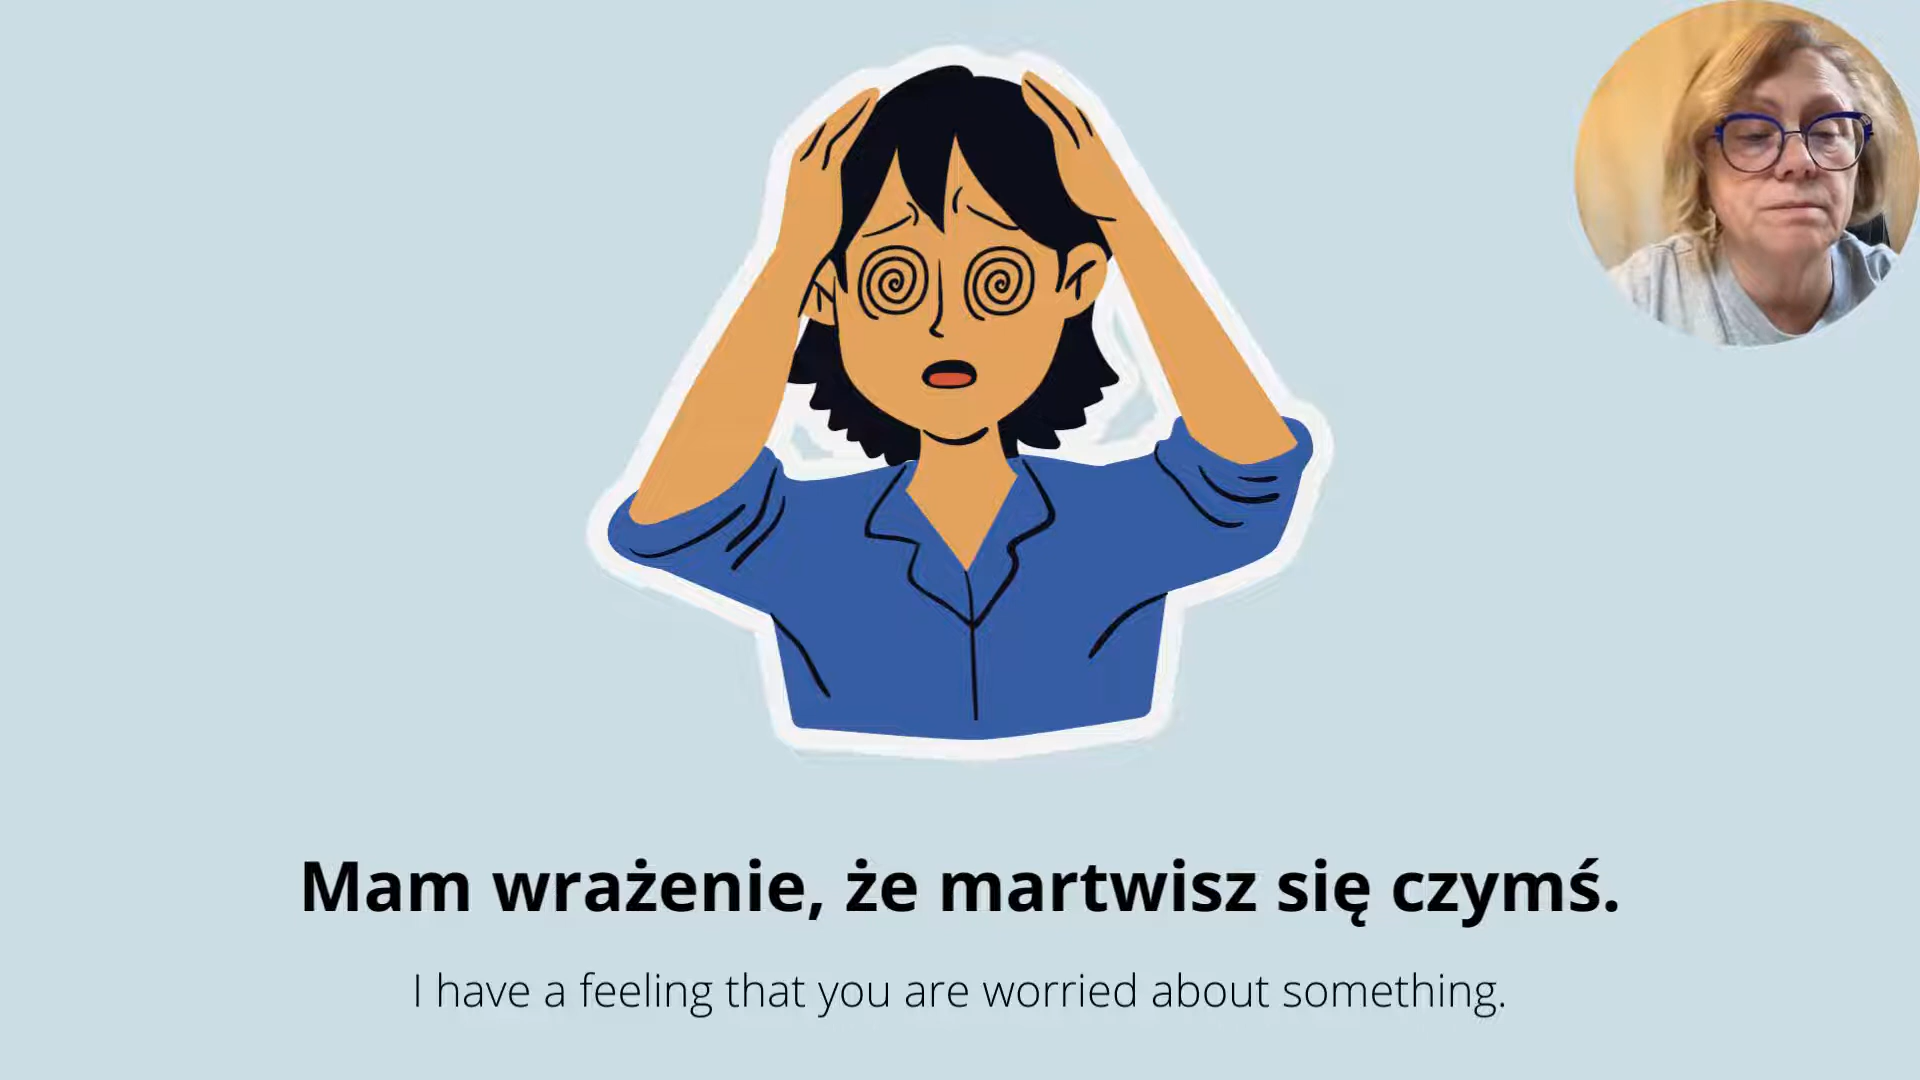 Mam wrażenie, że martwisz się czymś.
I have a feeling that you are worried about something.